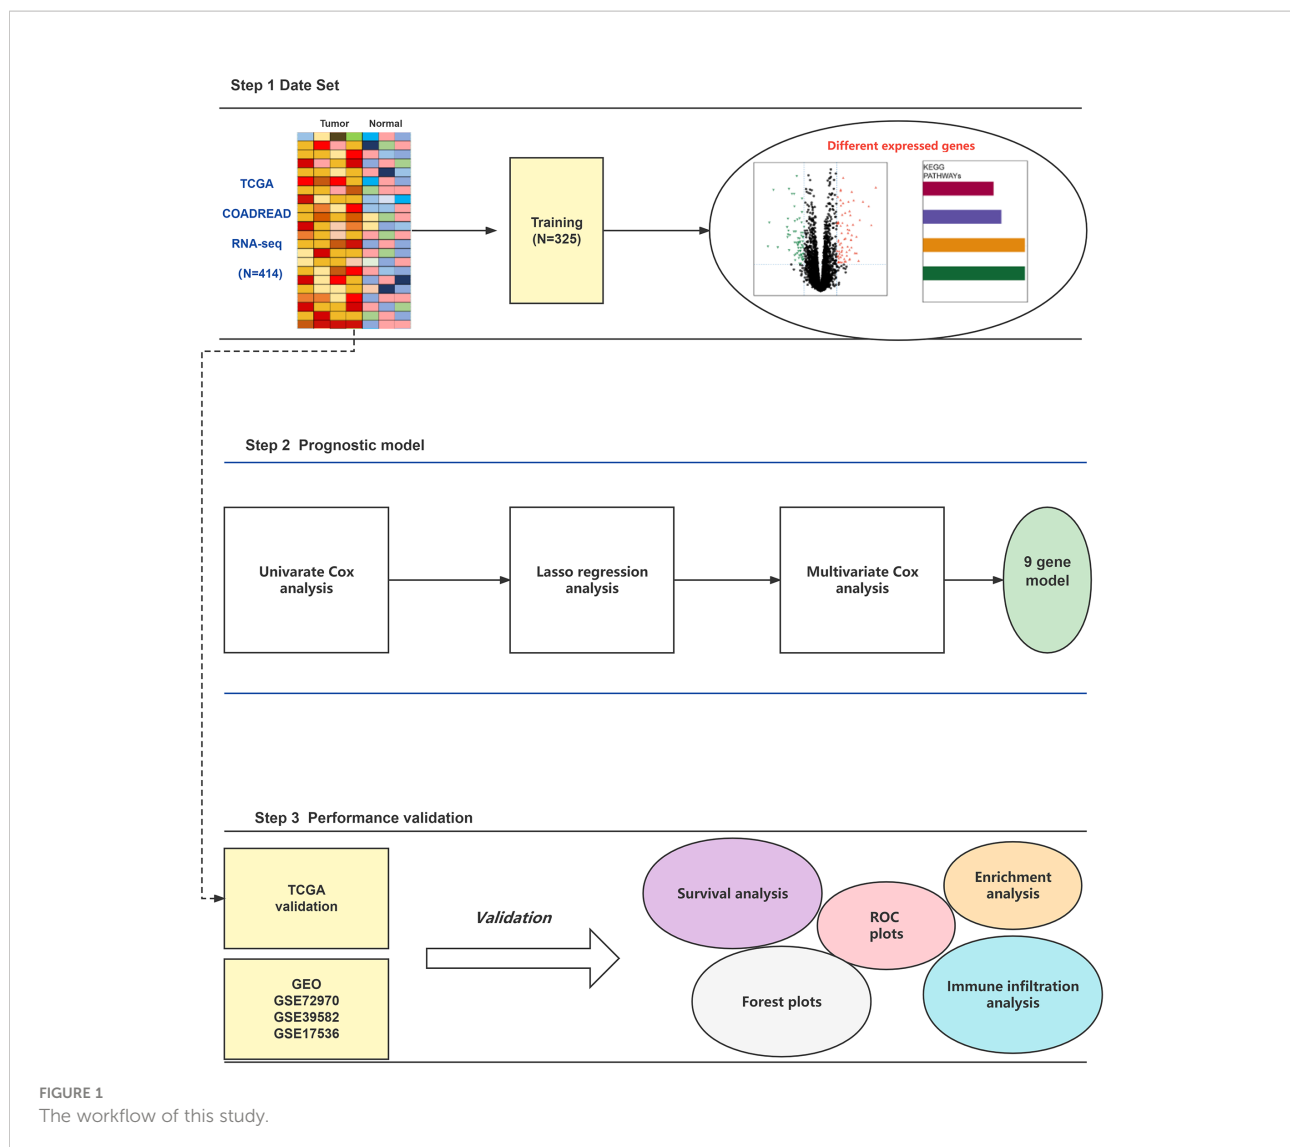 Step 1 Date Set
Tumor Normal
TCGA
COADREAD
RNA-seq
(N=414)
Training
(N=325)
Different expressed genes
KEGG
PATHWAYs
Step 2 Prognostic model
Univarate Cox
analysis
Lasso regression
analysis
Multivariate Cox
analysis
9 gene
model
Step 3 Performance validation
TCGA
validation
GEO
GSE72970
GSE39582
GSE17536
Validation
Survival analysis
ROC
plots
Enrichment
analysis
Forest plots
Immune infiltration
analysis
FIGURE 1
The workflow of this study.